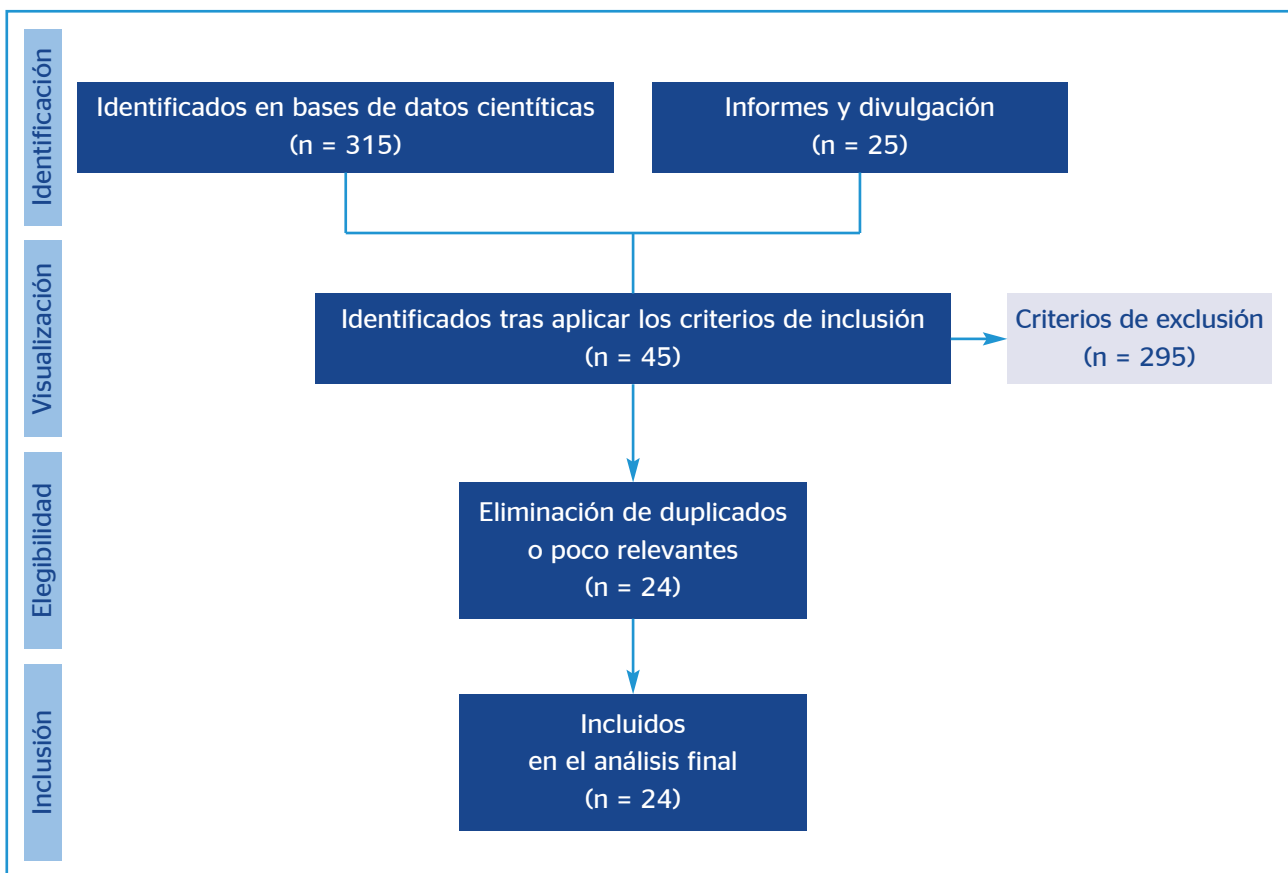 Identificación
Identificados en bases de datos científicas
(n = 315)
Informes y divulgación
(n = 25)
Visualización
Identificados tras aplicar los criterios de inclusión
(n = 45)
Criterios de exclusión
(n = 295)
Elegibilidad
Eliminación de duplicados
o poco relevantes
(n = 24)
Inclusión
Incluidos
en el análisis final
(n = 24)